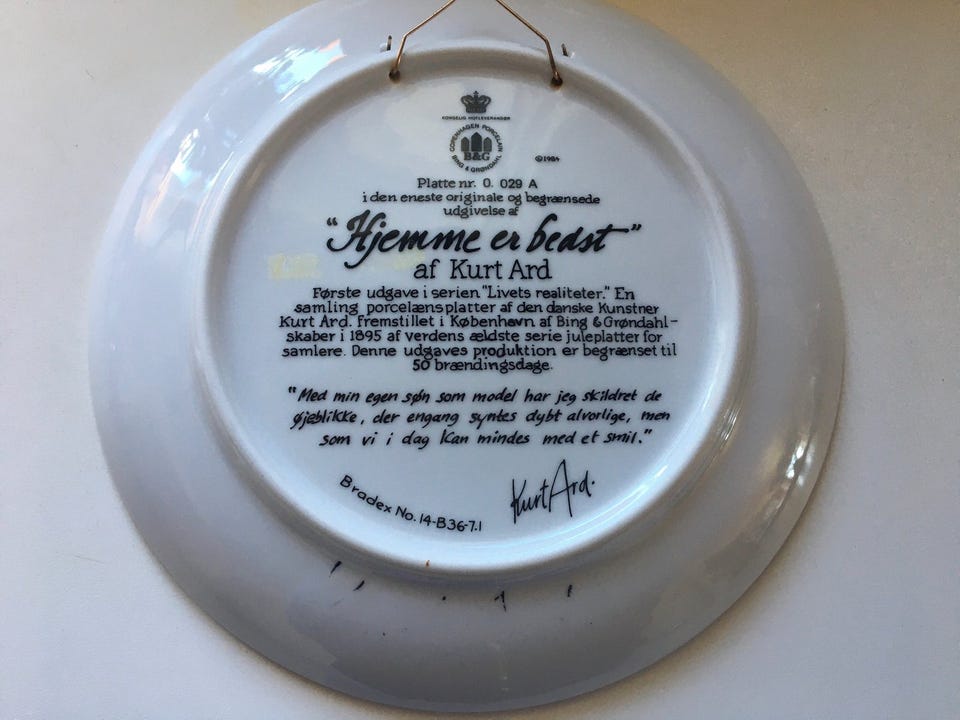 KONGELIG HOFLEVERANDØR
COPENHAGEN PORCELAIN
B&G
BING & GRØNDAHL
©1984
Platte nr. 0. 029 A
i den eneste originale og begrænsede
udgivelse af
"Hjemme er bedst"
af Kurt Ard
Første udgave i serien "Livets realiteter." En
samling porcelænsplatter af den danske Kunstner
Kurt Ard. Fremstillet i København af Bing & Grøndahl-
skaber i 1895 af verdens ældste serie juleplatter for
samlere. Denne udgaves produktion er begrænset til
50 brændingsdage.
"Med min egen søn som model har jeg skildret de
øjeblikke, der engang syntes dybt alvorlige, men
som vi i dag kan mindes med et smil."
Kurt Ard.
Bradex No. 14-B36-7.1